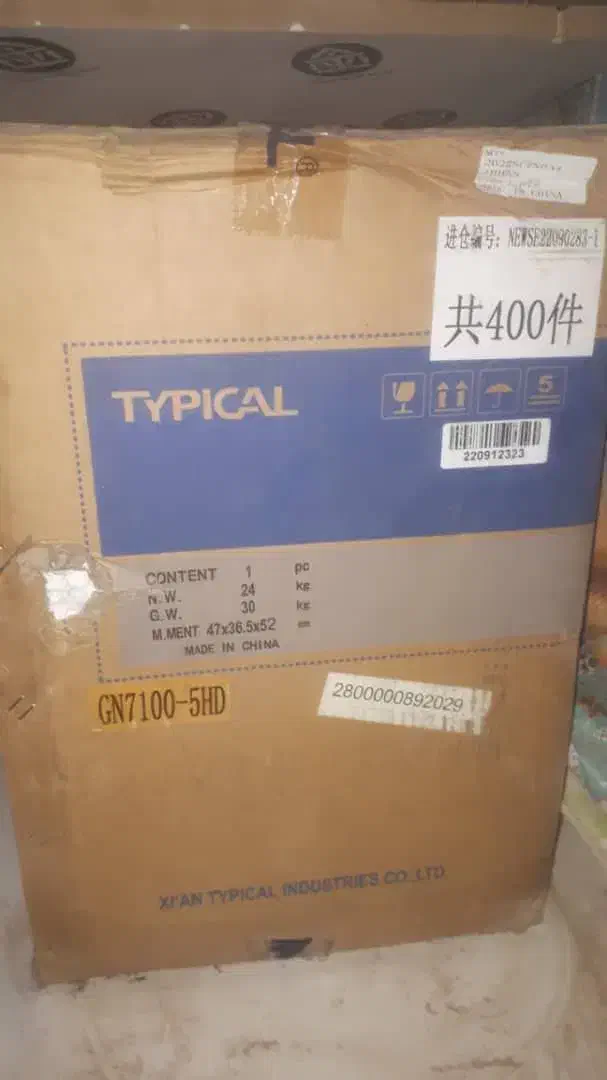 进仓编号: NEWSE22090283-1
共400件
TYPICAL
5
220912323
CONTENT 1 pc
N.W. 24 kg
G.W. 30 kg
M.MENT 47x36.5x52 cm
MADE IN CHINA
GN7100-5HD
2800000892029
XI'AN TYPICAL INDUSTRIES CO.,LTD.